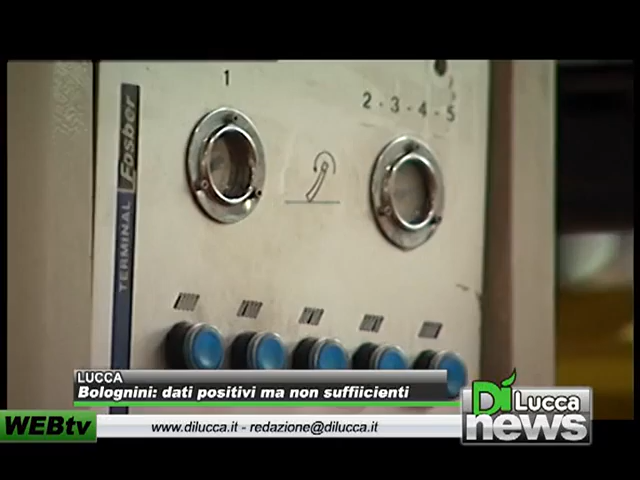 1
2 - 3 - 4 - 5
TERMINAL Fosber
LUCCA
Bolognini: dati positivi ma non suffiicienti
Dì Lucca
news
WEBtv
www.dilucca.it - redazione@dilucca.it